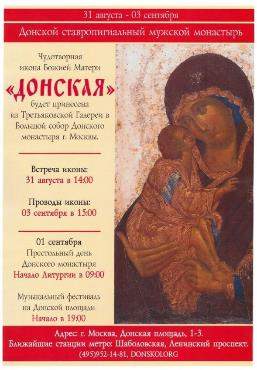 31 августа - 03 сентября
Донской ставропигиальный мужской монастырь
Чудотворная
икона Божией Матери
«ДОНСКАЯ»
будет принесена
из Третьяковской Галереи в
Большой собор Донского
монастыря г. Москвы.
Встреча иконы:
31 августа в 14:00
Проводы иконы:
03 сентября в 15:00
01 сентября
Престольный день
Донского монастыря
Начало Литургии в 09:00
Музыкальный фестиваль
на Донской площади
Начало в 19:00
Адрес: г. Москва, Донская площадь, 1-3.
Ближайшие станции метро: Шаболовская, Ленинский проспект.
(495)952-14-81, DONSKOI.ORG